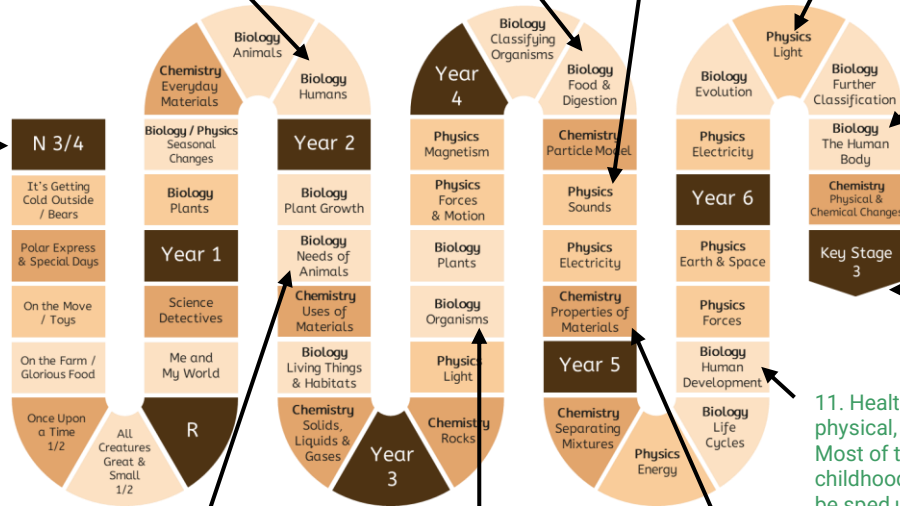 N 3/4
It's Getting
Cold Outside
/ Bears
Polar Express
& Special Days
On the Move
/ Toys
On the Farm /
Glorious Food
Once Upon
a Time
1/2
All
Creatures
Great &
Small
1/2
R
Me and
My World
Science
Detectives
Year 1
Biology
Plants
Biology / Physics
Seasonal
Changes
Chemistry
Everyday
Materials
Biology
Animals
Biology
Humans
Year 2
Biology
Plant Growth
Biology
Needs of
Animals
Chemistry
Uses of
Materials
Biology
Living Things
& Habitats
Chemistry
Solids,
Liquids &
Gases
Year
3
Chemistry
Rocks
Physics
Light
Biology
Organisms
Biology
Plants
Physics
Forces
& Motion
Physics
Magnetism
Year
4
Biology
Classifying
Organisms
Biology
Food &
Digestion
Chemistry
Particle Model
Physics
Sounds
Physics
Electricity
Chemistry
Properties of
Materials
Year 5
Chemistry
Separating
Mixtures
Physics
Energy
Biology
Life
Cycles
Biology
Human
Development
Physics
Forces
Physics
Earth & Space
Year 6
Physics
Electricity
Biology
Evolution
Physics
Light
Biology
Further
Classification
Biology
The Human
Body
Chemistry
Physical &
Chemical Changes
Key Stage
3
11. Healt
physical,
Most of t
childhood
be sped u